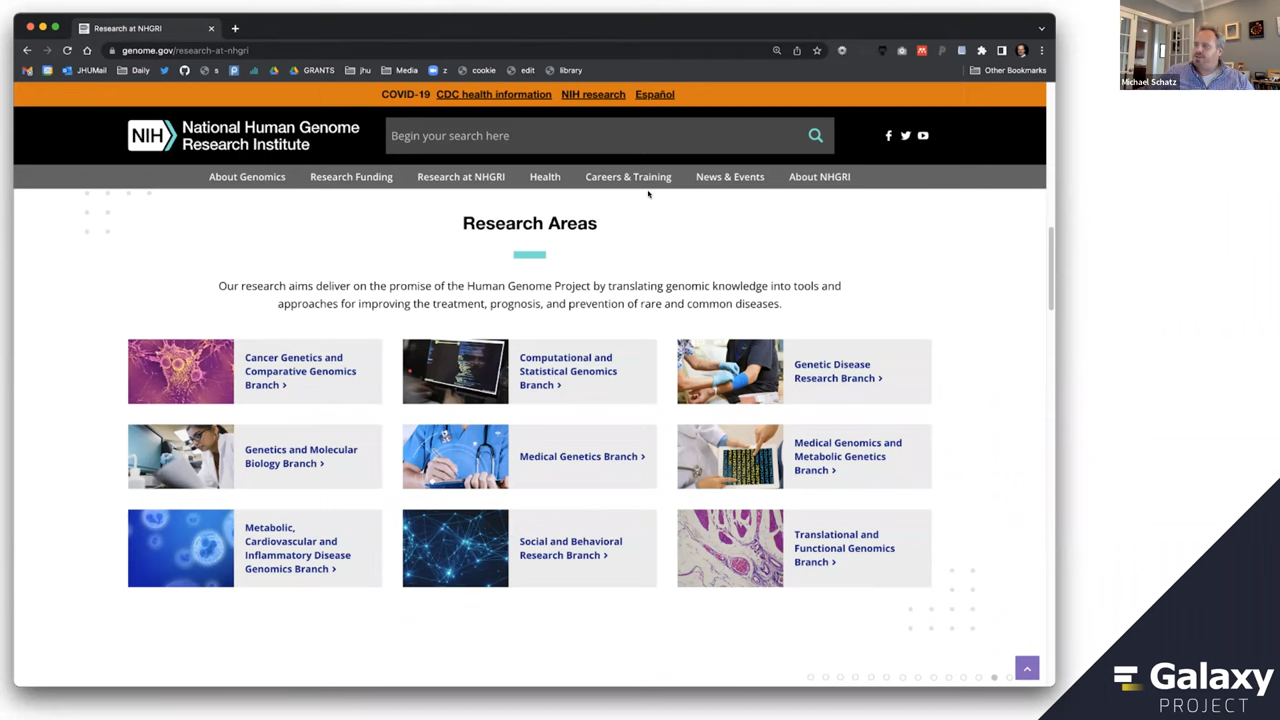 Research at NHGRI
genome.gov/research-at-nhgri
JHUMail
Daily
s
GRANTS
jhu
Media
z
cookie
edit
library
Other Bookmarks
COVID-19 CDC health information NIH research Español
NIH
National Human Genome
Research Institute
Begin your search here
About Genomics Research Funding Research at NHGRI Health Careers & Training News & Events About NHGRI
Research Areas
Our research aims deliver on the promise of the Human Genome Project by translating genomic knowledge into tools and
approaches for improving the treatment, prognosis, and prevention of rare and common diseases.
Cancer Genetics and
Comparative Genomics
Branch >
Computational and
Statistical Genomics
Branch >
Genetic Disease
Research Branch >
Genetics and Molecular
Biology Branch >
Medical Genetics Branch >
Medical Genomics and
Metabolic Genetics
Branch >
Metabolic,
Cardiovascular and
Inflammatory Disease
Genomics Branch >
Social and Behavioral
Research Branch >
Translational and
Functional Genomics
Branch >
Michael Schatz
Galaxy
PROJECT